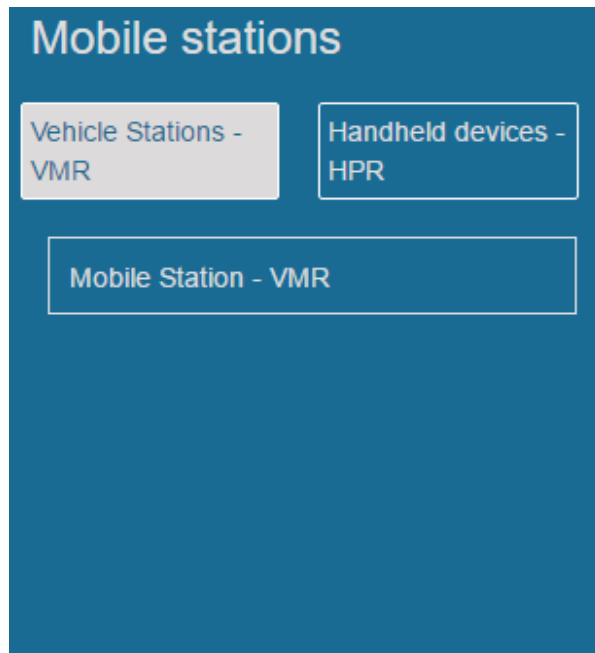 Mobile stations
Vehicle Stations -
VMR
Handheld devices -
HPR
Mobile Station - VMR